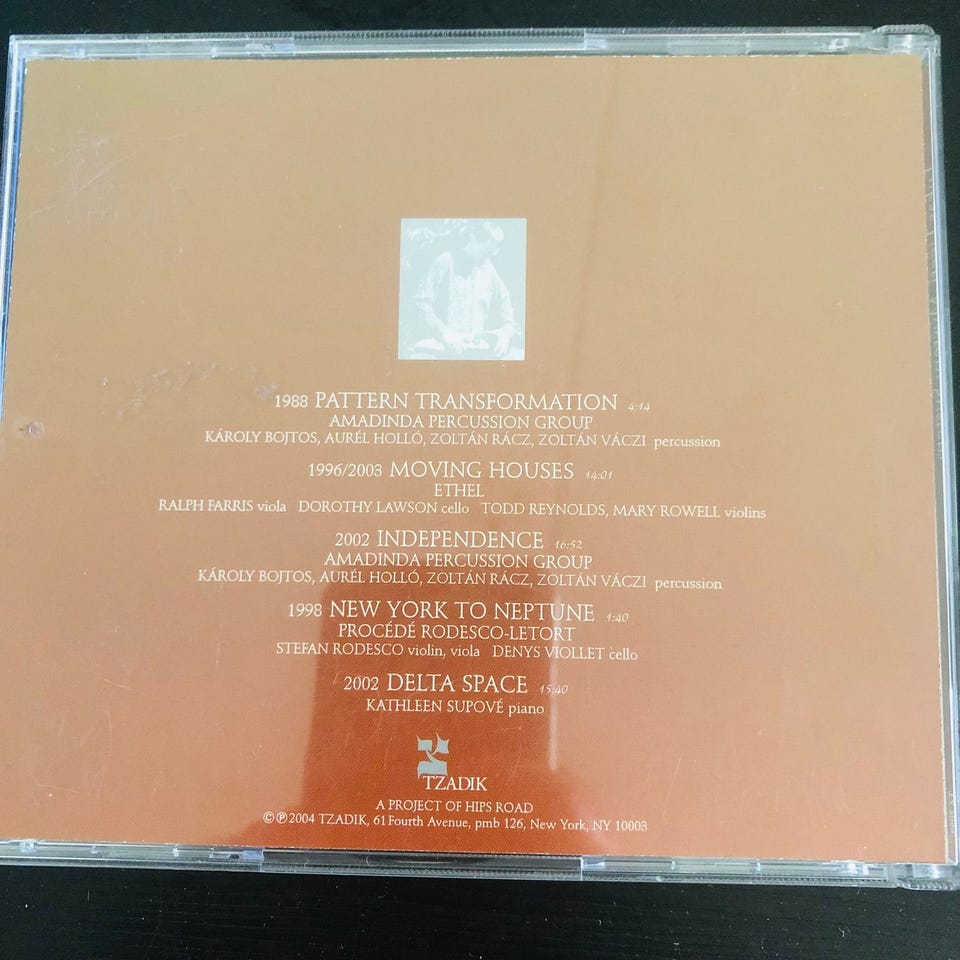 1988 PATTERN TRANSFORMATION 4:14
AMADINDA PERCUSSION GROUP
KÁROLY BOJTOS, AURÉL HOLLÓ, ZOLTÁN RÁCZ, ZOLTÁN VÁCZI percussion
1996/2003 MOVING HOUSES 14:01
ETHEL
RALPH FARRIS viola DOROTHY LAWSON cello TODD REYNOLDS, MARY ROWELL violins
2002 INDEPENDENCE 16:52
AMADINDA PERCUSSION GROUP
KÁROLY BOJTOS, AURÉL HOLLÓ, ZOLTÁN RÁCZ, ZOLTÁN VÁCZI percussion
1998 NEW YORK TO NEPTUNE 1:40
PROCÉDÉ RODESCO-LETORT
STEFAN RODESCO violin, viola DENYS VIOLLET cello
2002 DELTA SPACE 15:40
KATHLEEN SUPOVÉ piano
צ
TZADIK
A PROJECT OF HIPS ROAD
©℗2004 TZADIK, 61 Fourth Avenue, pmb 126, New York, NY 10003